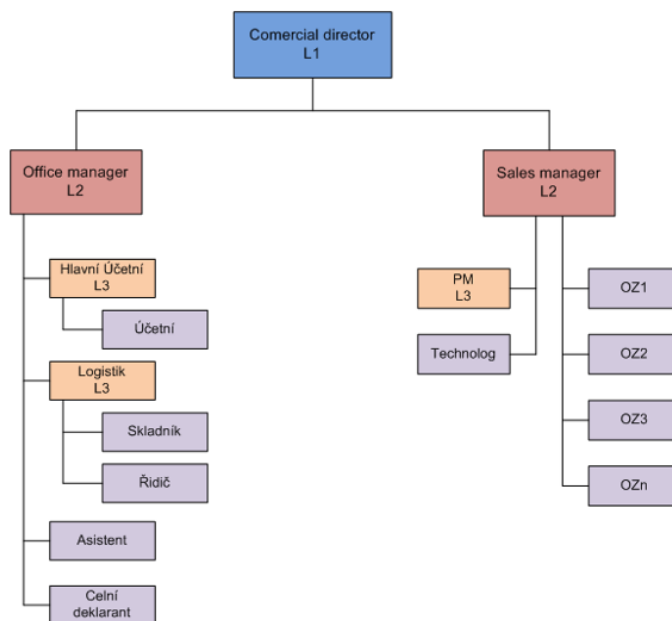 Comercial director
L1
Office manager
L2
Sales manager
L2
Hlavní Účetní
L3
Účetní
Logistik
L3
Skladník
Řidič
Asistent
Celní
deklarant
PM
L3
Technolog
OZ1
OZ2
OZ3
OZn